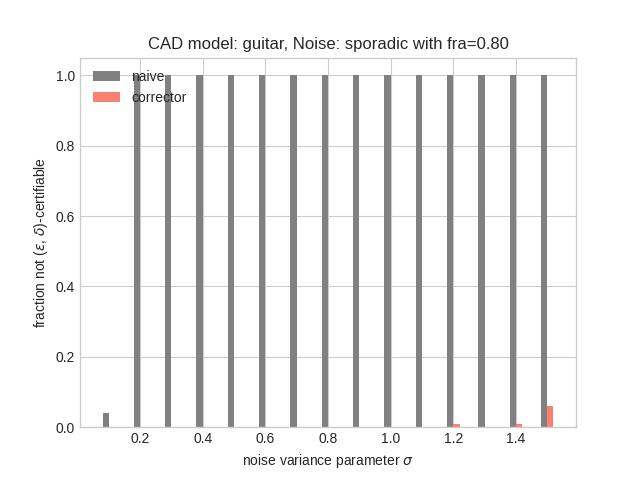 CAD model: guitar, Noise: sporadic with fra=0.80
naive
corrector
fraction not (ε, δ)-certifiable
1.0
0.8
0.6
0.4
0.2
0.0
0.2 0.4 0.6 0.8 1.0 1.2 1.4
noise variance parameter σ